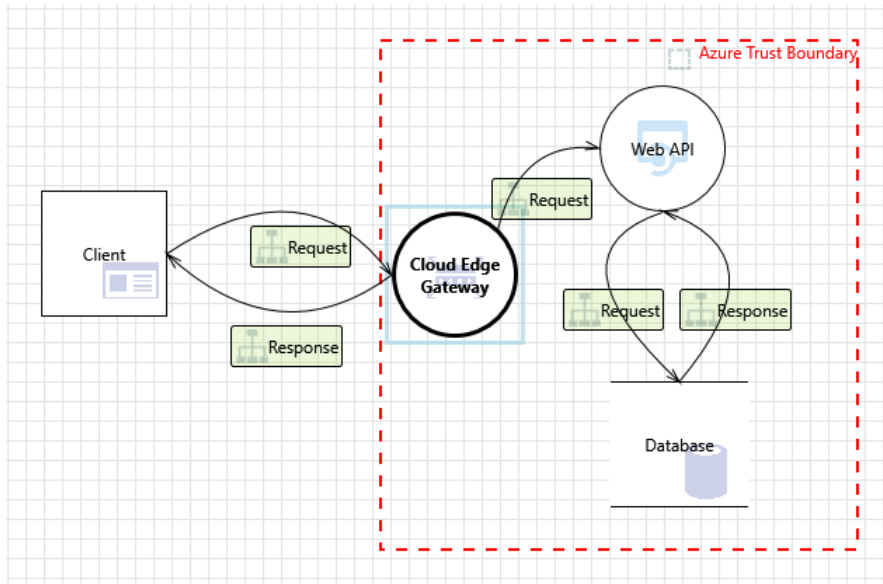 Azure Trust Boundary
Web API
Request
Client
Request
Cloud Edge
Gateway
Request
Response
Response
Database